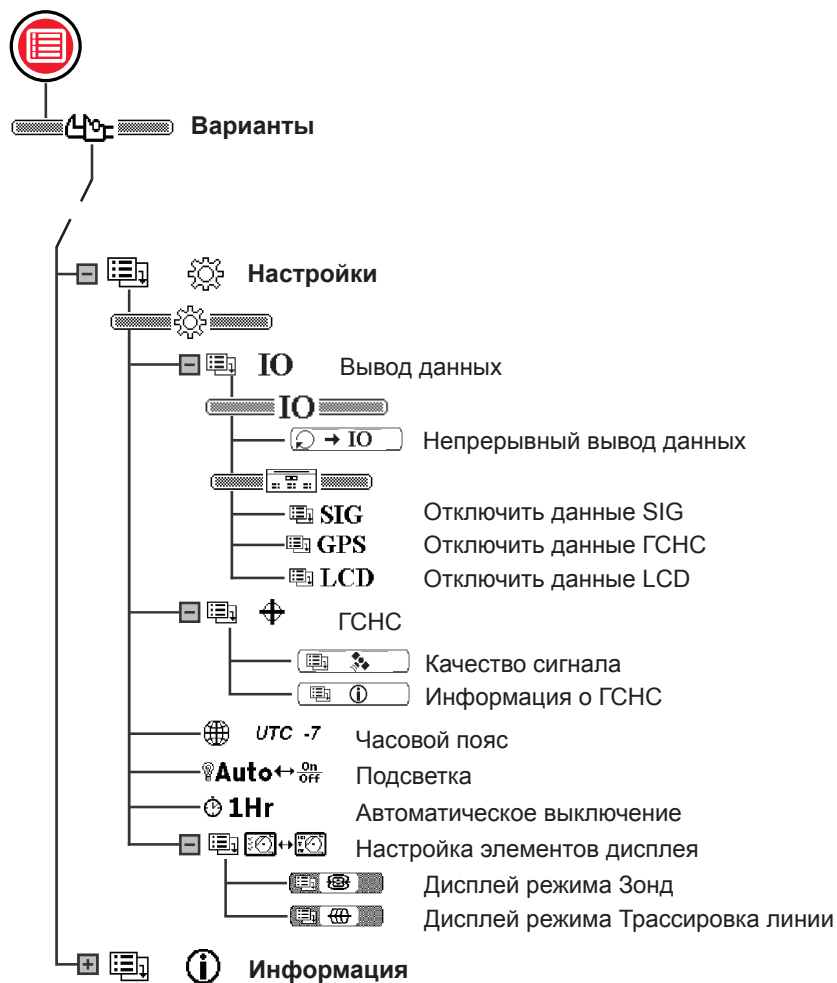 Варианты
Настройки
IO Вывод данных
IO
→ IO Непрерывный вывод данных
SIG Отключить данные SIG
GPS Отключить данные ГСНС
LCD Отключить данные LCD
ГСНС
Качество сигнала
Информация о ГСНС
UTC -7 Часовой пояс
Auto↔On Off Подсветка
1Hr Автоматическое выключение
Настройка элементов дисплея
Дисплей режима Зонд
Дисплей режима Трассировка линии
Информация